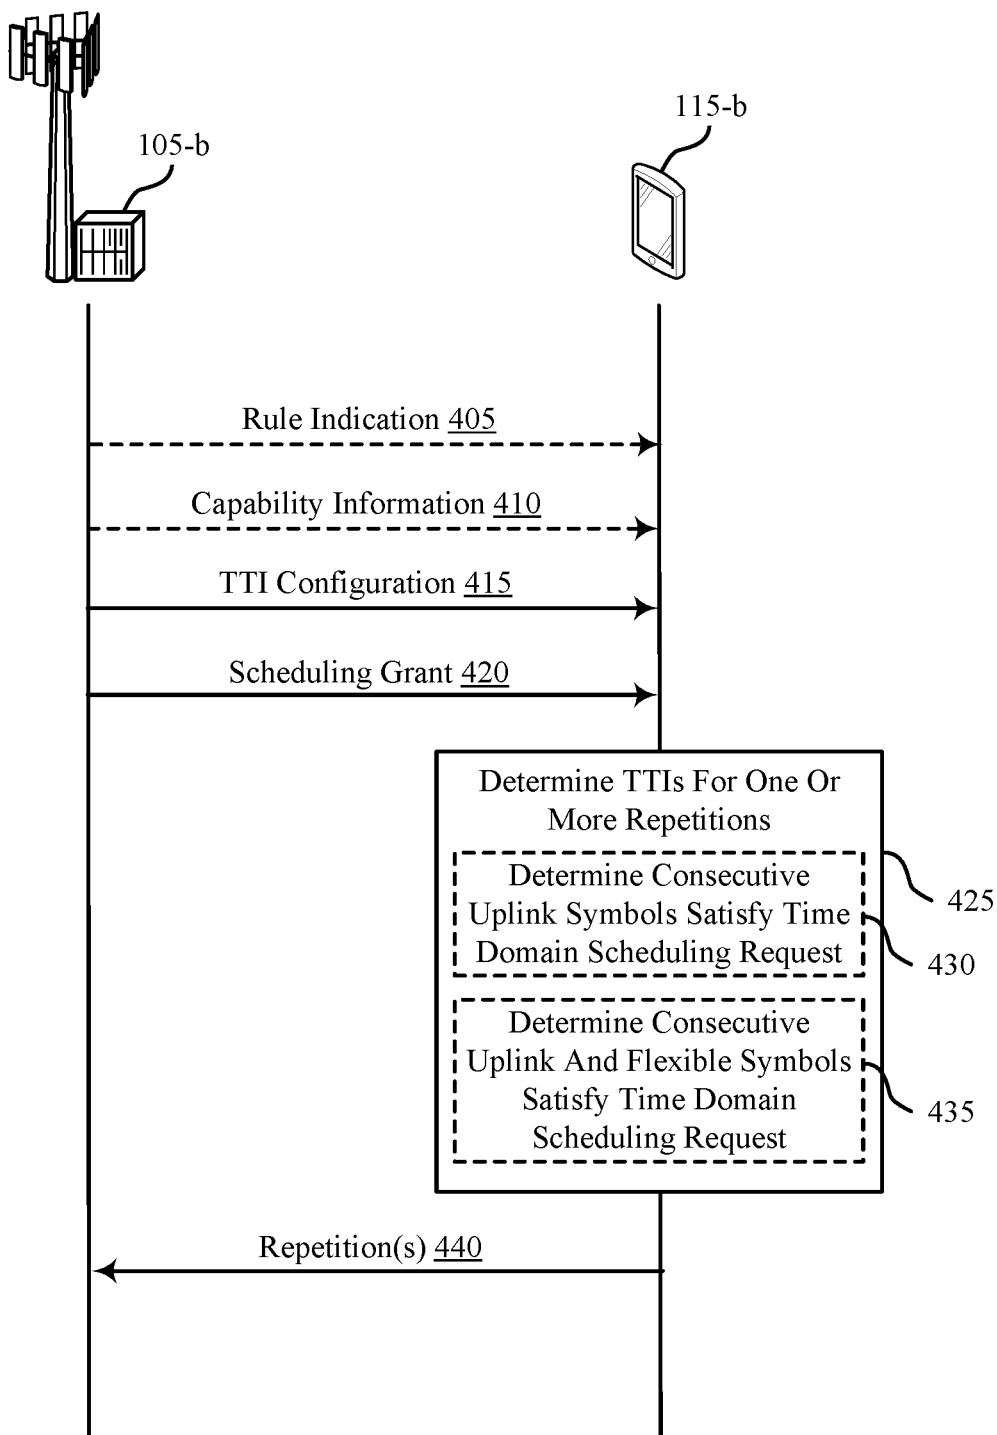 105-b
115-b
Rule Indication 405
Capability Information 410
TTI Configuration 415
Scheduling Grant 420
Determine TTIs For One Or
More Repetitions
425
Determine Consecutive
Uplink Symbols Satisfy Time
Domain Scheduling Request
430
Determine Consecutive
Uplink And Flexible Symbols
Satisfy Time Domain
Scheduling Request
435
Repetition(s) 440